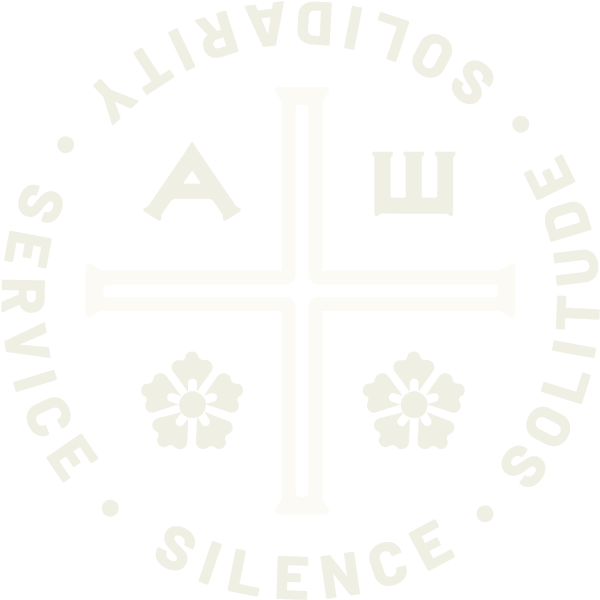 SOLIDARITY • SERVICE • SILENCE • SOLITUDE •
A Ш